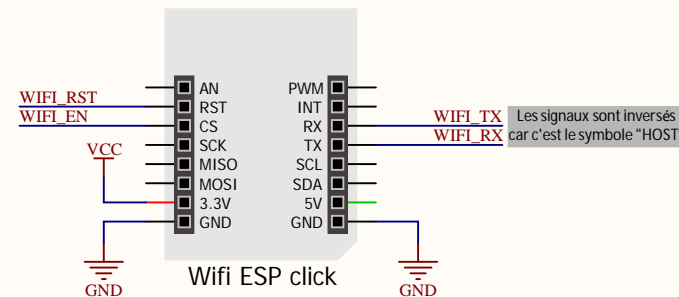 WIFI_RST
WIFI_EN
VCC
GND
AN
RST
CS
SCK
MISO
MOSI
3.3V
GND
PWM
INT
RX
TX
SCL
SDA
5V
GND
WIFI_TX
WIFI_RX
GND
Les signaux sont inversés
car c'est le symbole "HOST
Wifi ESP click